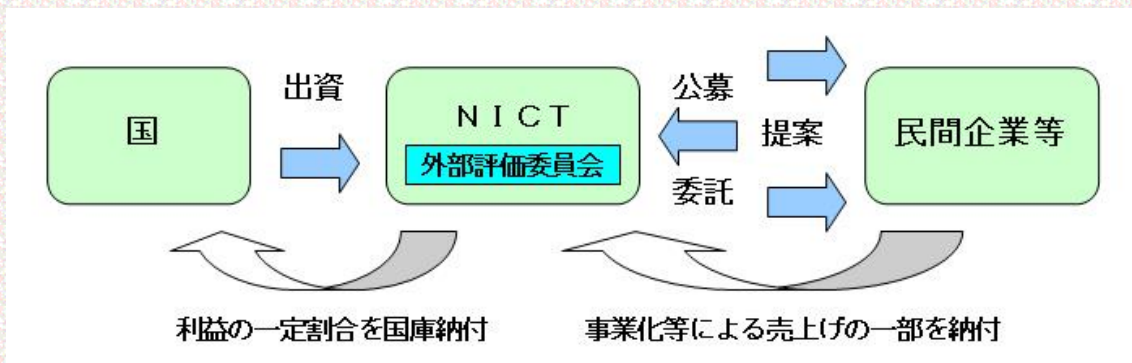 国
出資
NICT
外部評価委員会
公募
提案
委託
民間企業等
利益の一定割合を国庫納付
事業化等による売上げの一部を納付